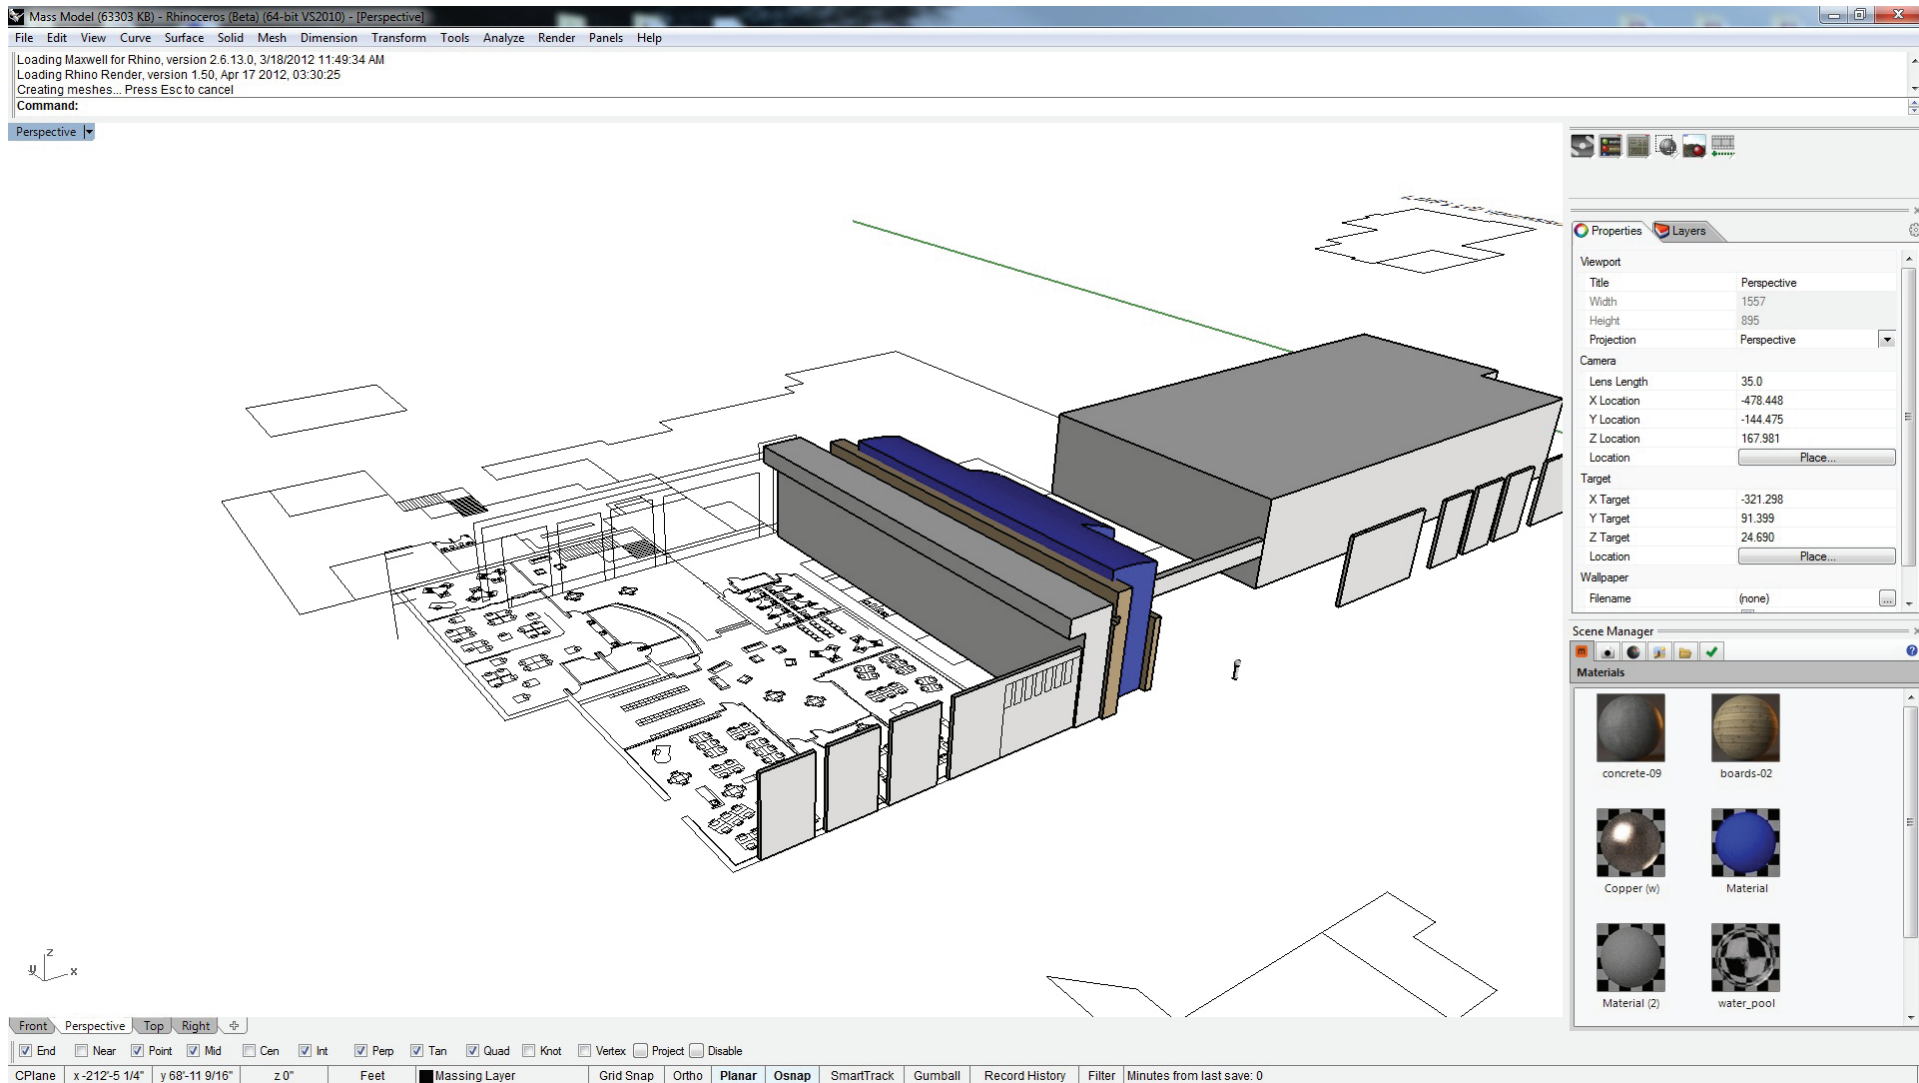 Mass Model (63303 KB) - Rhinoceros (Beta) (64-bit VS2010) - [Perspective]
File Edit View Curve Surface Solid Mesh Dimension Transform Tools Analyze Render Panels Help
Loading Maxwell for Rhino, version 2.6.13.0, 3/18/2012 11:49:34 AM
Loading Rhino Render, version 1.50, Apr 17 2012, 03:30:25
Creating meshes... Press Esc to cancel
Command:
Perspective
Properties Layers
Viewport
Title Perspective
Width 1557
Height 895
Projection Perspective
Camera
Lens Length 35.0
X Location -478.448
Y Location -144.475
Z Location 167.981
Location Place...
Target
X Target -321.298
Y Target 91.399
Z Target 24.690
Location Place...
Wallpaper
Filename (none) ...
Scene Manager
Materials
concrete-09 boards-02
Copper (w) Material
Material (2) water_pool
z
y x
Front Perspective Top Right
End Near Point Mid Cen Int Perp Tan Quad Knot Vertex Project Disable
CPlane x -212'-5 1/4" y 68'-11 9/16" z 0" Feet Massing Layer Grid Snap Ortho Planar Osnap SmartTrack Gumball Record History Filter Minutes from last save: 0